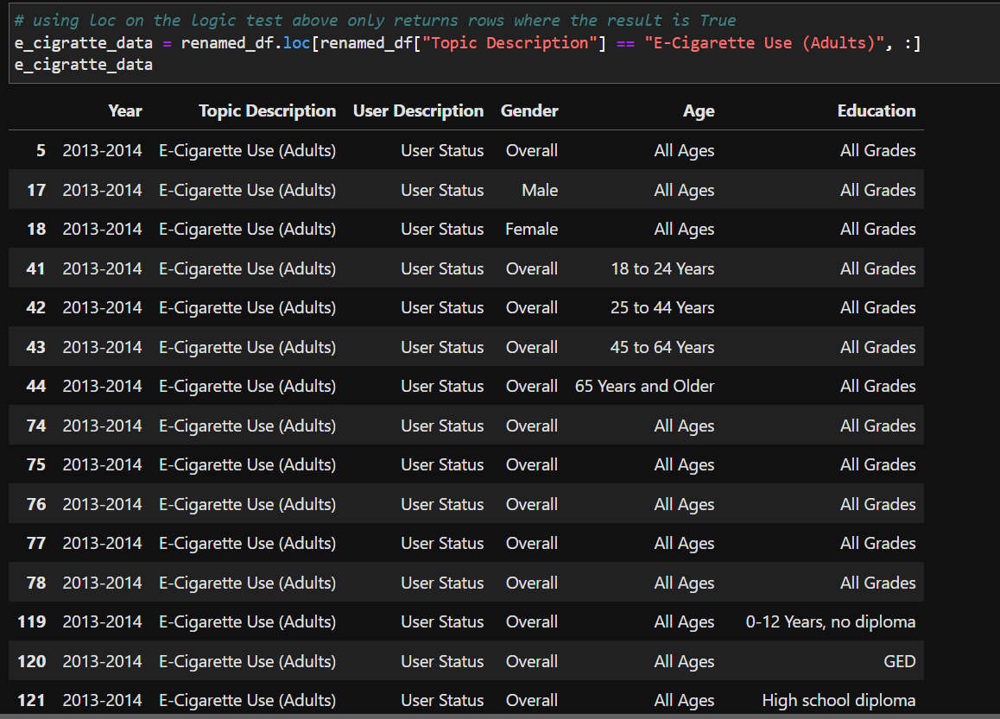 # using loc on the logic test above only returns rows where the result is True
e_cigratte_data = renamed_df.loc[renamed_df["Topic Description"] == "E-Cigarette Use (Adults)", :]
e_cigratte_data
Year Topic Description User Description Gender Age Education
5 2013-2014 E-Cigarette Use (Adults) User Status Overall All Ages All Grades
17 2013-2014 E-Cigarette Use (Adults) User Status Male All Ages All Grades
18 2013-2014 E-Cigarette Use (Adults) User Status Female All Ages All Grades
41 2013-2014 E-Cigarette Use (Adults) User Status Overall 18 to 24 Years All Grades
42 2013-2014 E-Cigarette Use (Adults) User Status Overall 25 to 44 Years All Grades
43 2013-2014 E-Cigarette Use (Adults) User Status Overall 45 to 64 Years All Grades
44 2013-2014 E-Cigarette Use (Adults) User Status Overall 65 Years and Older All Grades
74 2013-2014 E-Cigarette Use (Adults) User Status Overall All Ages All Grades
75 2013-2014 E-Cigarette Use (Adults) User Status Overall All Ages All Grades
76 2013-2014 E-Cigarette Use (Adults) User Status Overall All Ages All Grades
77 2013-2014 E-Cigarette Use (Adults) User Status Overall All Ages All Grades
78 2013-2014 E-Cigarette Use (Adults) User Status Overall All Ages All Grades
119 2013-2014 E-Cigarette Use (Adults) User Status Overall All Ages 0-12 Years, no diploma
120 2013-2014 E-Cigarette Use (Adults) User Status Overall All Ages GED
121 2013-2014 E-Cigarette Use (Adults) User Status Overall All Ages High school diploma